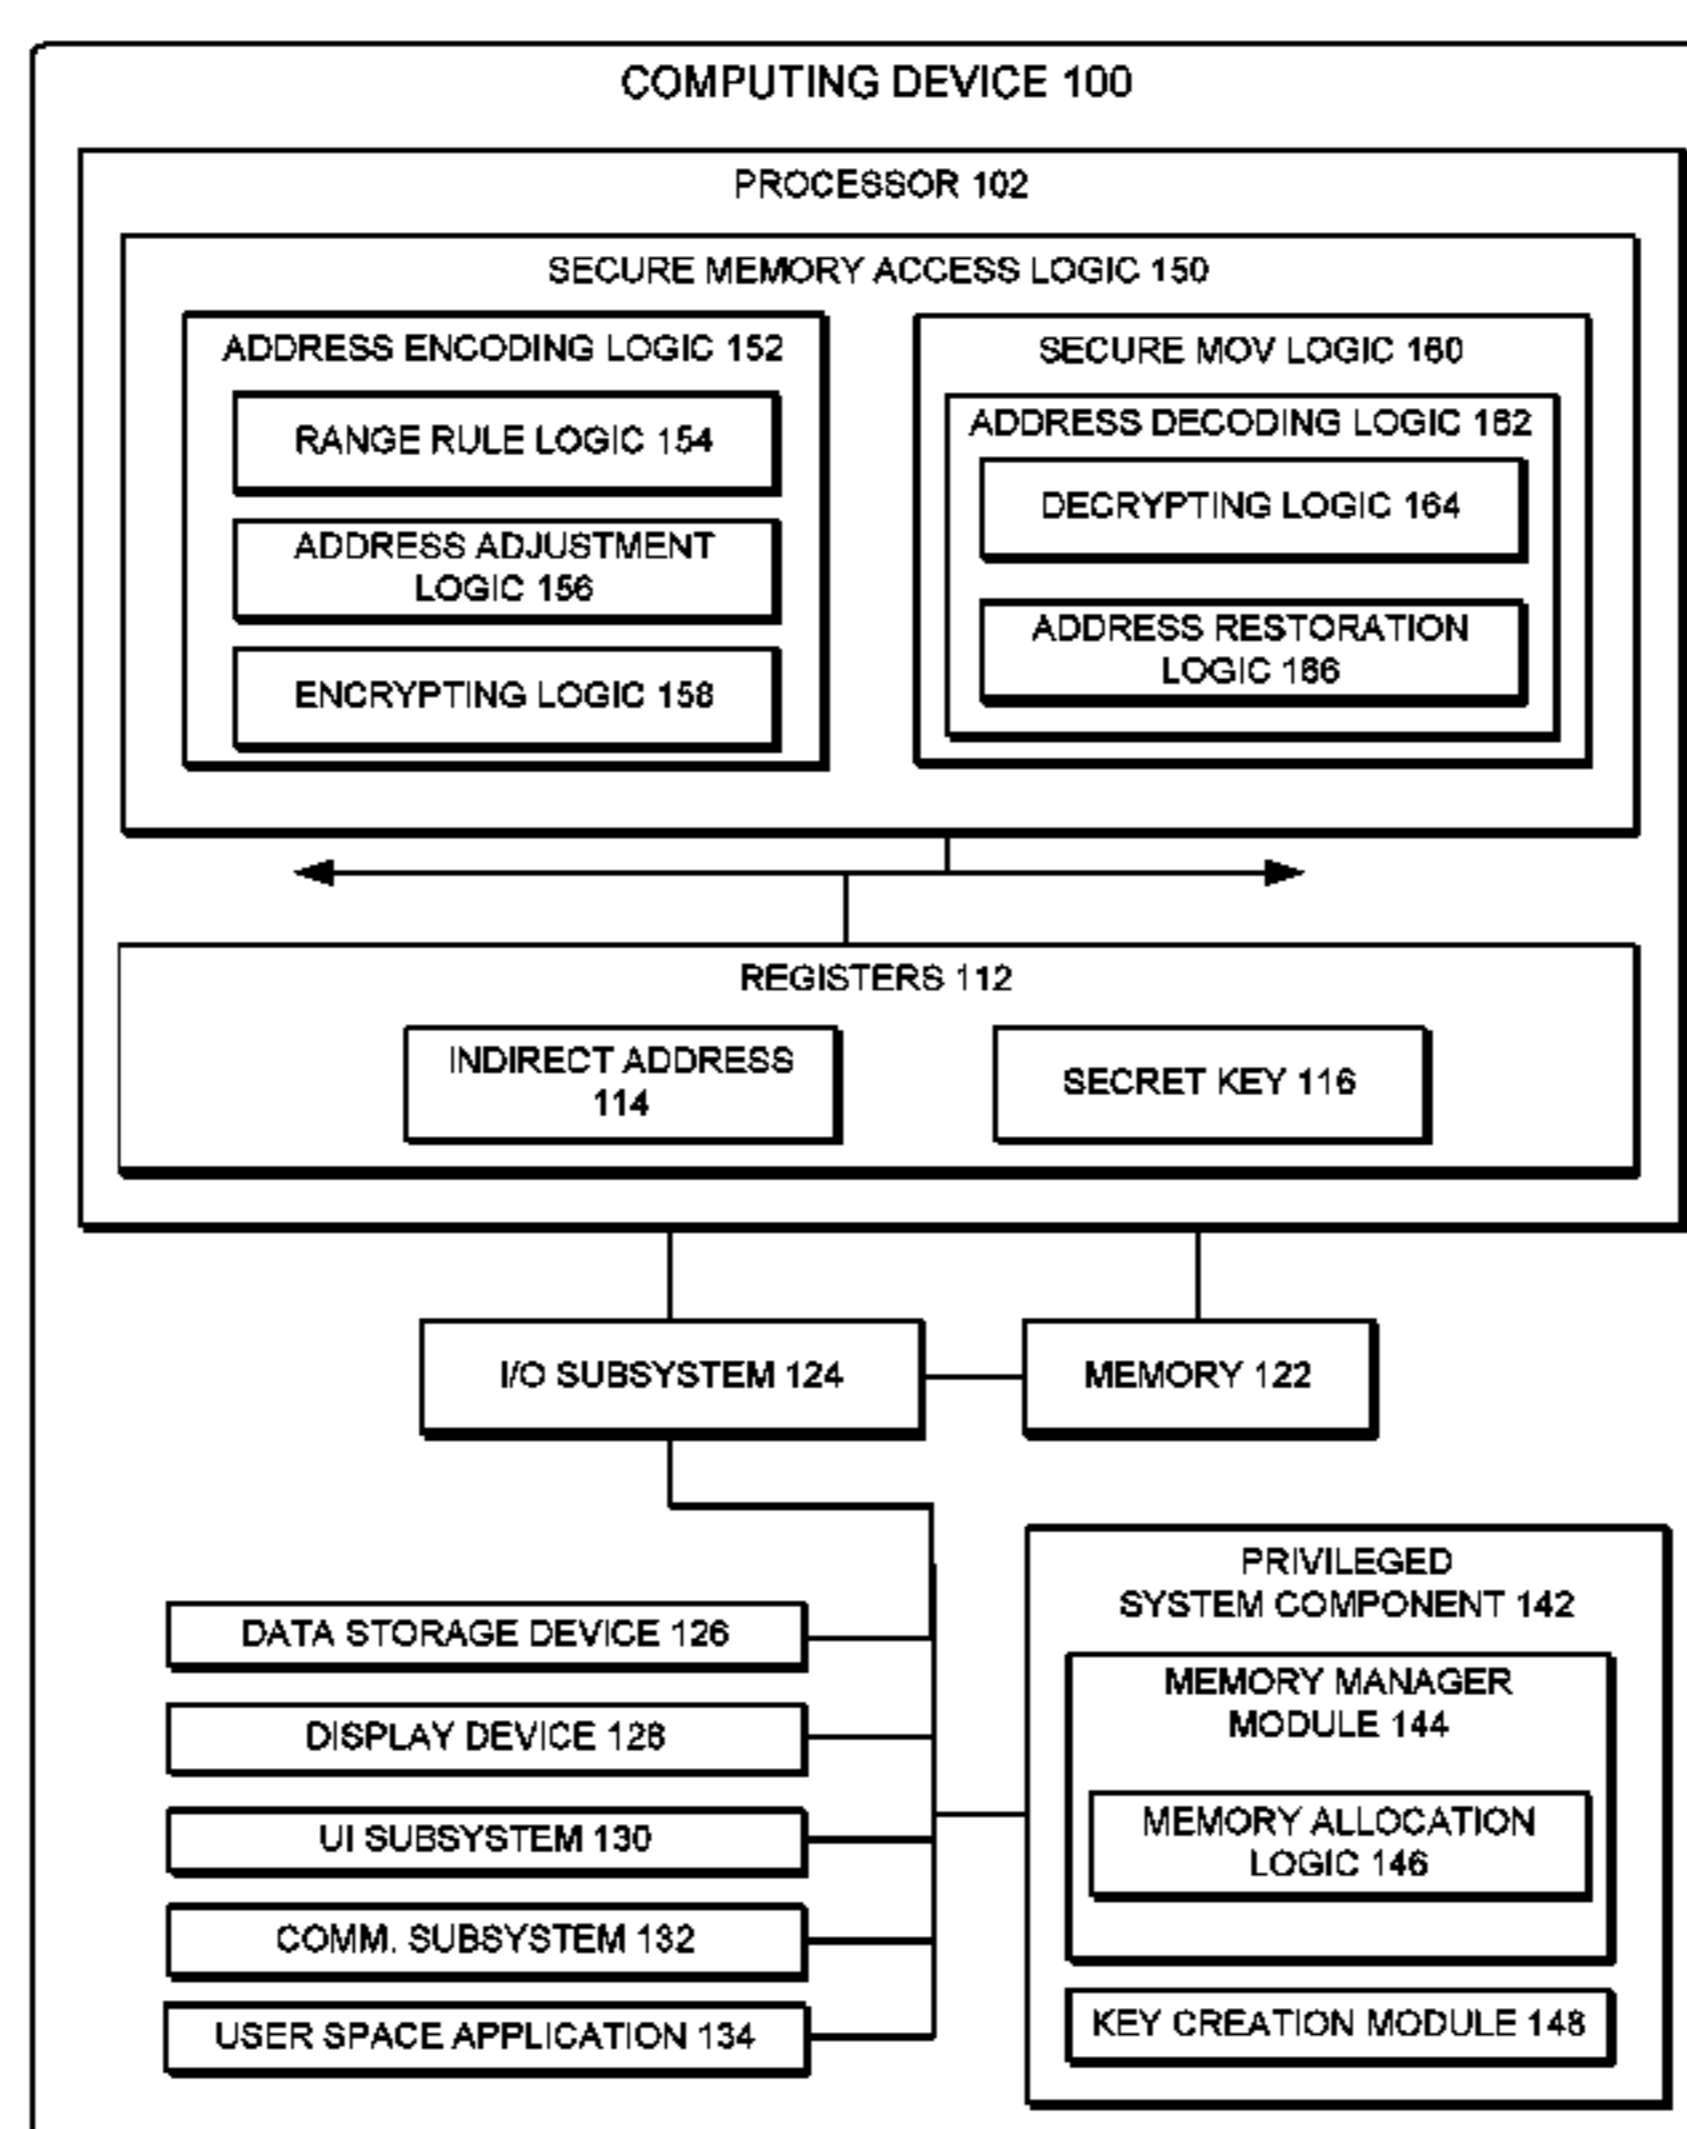 COMPUTING DEVICE 100
PROCESSOR 102
SECURE MEMORY ACCESS LOGIC 150
ADDRESS ENCODING LOGIC 152
RANGE RULE LOGIC 154
ADDRESS ADJUSTMENT
LOGIC 156
ENCRYPTING LOGIC 158
SECURE MOV LOGIC 160
ADDRESS DECODING LOGIC 162
DECRYPTING LOGIC 164
ADDRESS RESTORATION
LOGIC 166
REGISTERS 112
INDIRECT ADDRESS
114
SECRET KEY 116
I/O SUBSYSTEM 124
MEMORY 122
DATA STORAGE DEVICE 126
DISPLAY DEVICE 128
UI SUBSYSTEM 130
COMM. SUBSYSTEM 132
USER SPACE APPLICATION 134
PRIVILEGED
SYSTEM COMPONENT 142
MEMORY MANAGER
MODULE 144
MEMORY ALLOCATION
LOGIC 146
KEY CREATION MODULE 148